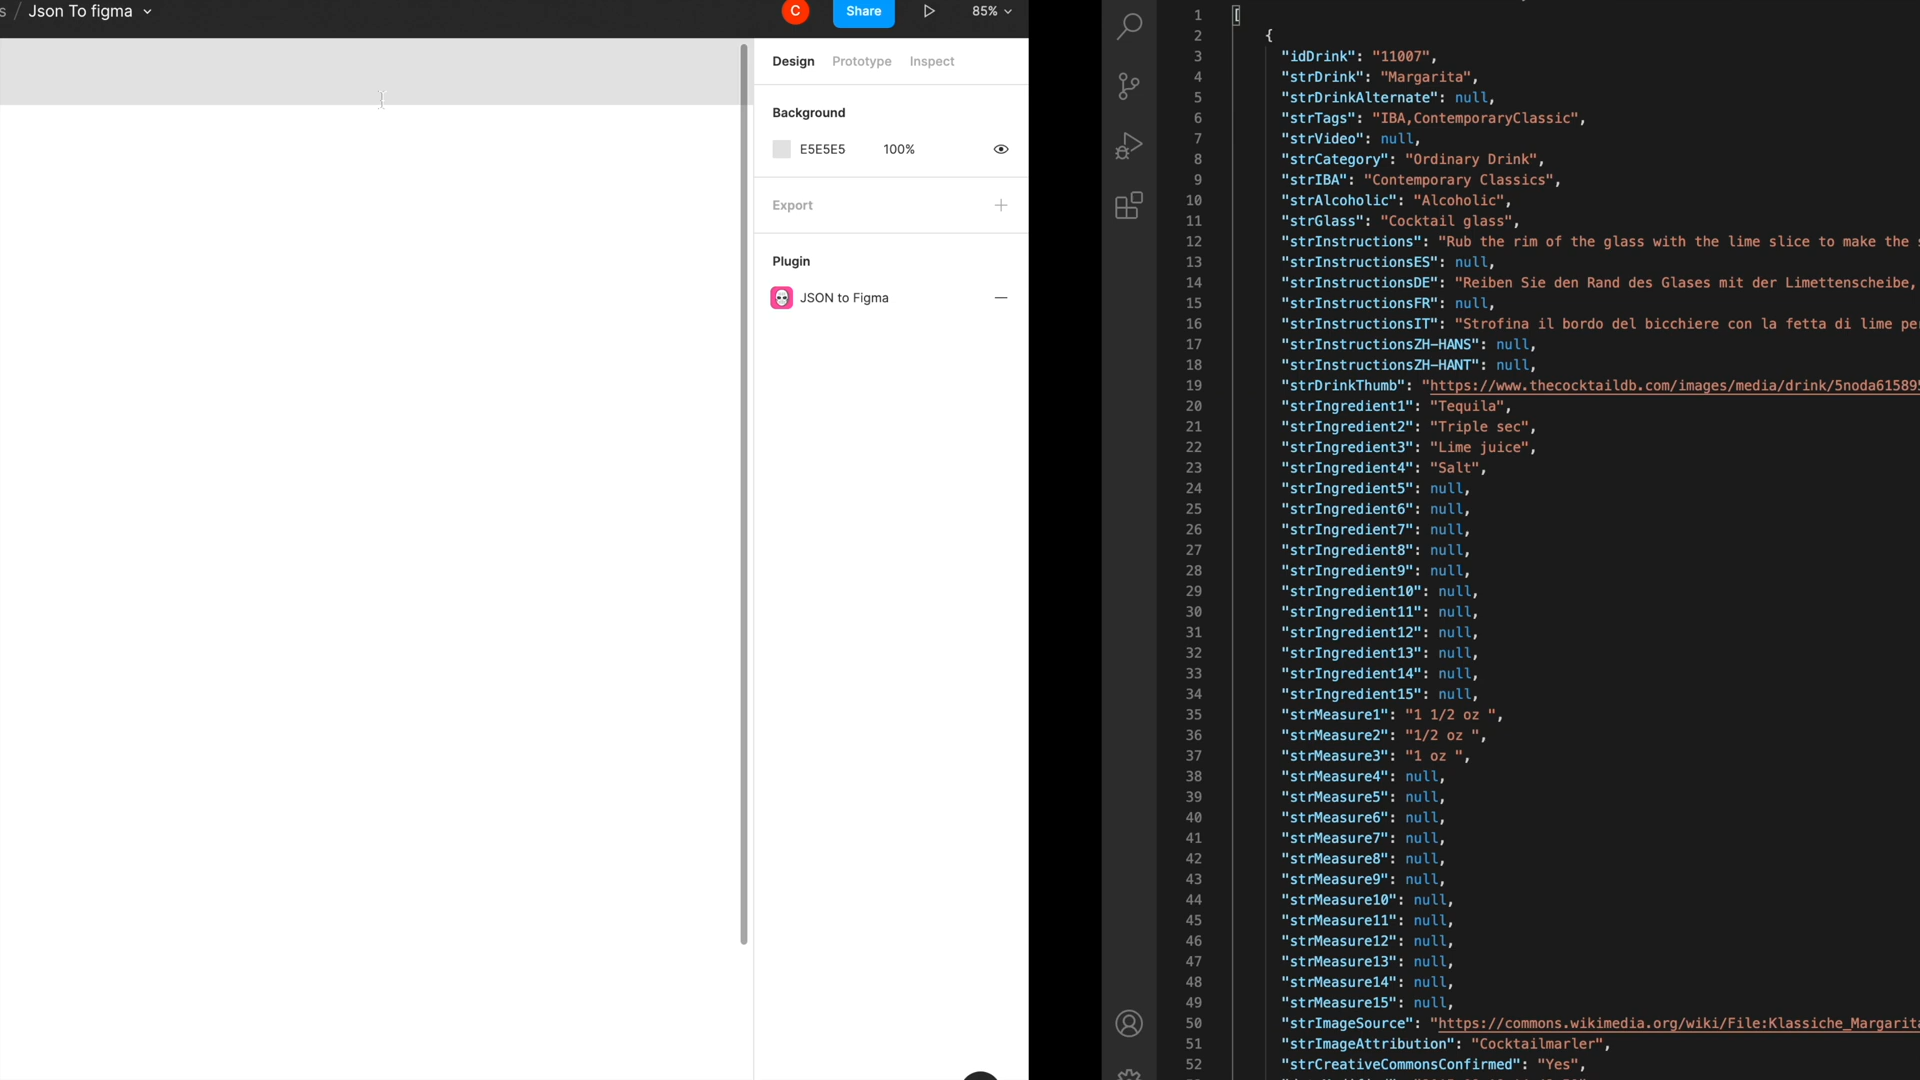 s / Json To figma
C
Share
85%
Design Prototype Inspect
Background
E5E5E5 100%
Export
Plugin
JSON to Figma
1 [
2 {
3 "idDrink": "11007",
4 "strDrink": "Margarita",
5 "strDrinkAlternate": null,
6 "strTags": "IBA,ContemporaryClassic",
7 "strVideo": null,
8 "strCategory": "Ordinary Drink",
9 "strIBA": "Contemporary Classics",
10 "strAlcoholic": "Alcoholic",
11 "strGlass": "Cocktail glass",
12 "strInstructions": "Rub the rim of the glass with the lime slice to make the
13 "strInstructionsES": null,
14 "strInstructionsDE": "Reiben Sie den Rand des Glases mit der Limettenscheibe,
15 "strInstructionsFR": null,
16 "strInstructionsIT": "Strofina il bordo del bicchiere con la fetta di lime pe
17 "strInstructionsZH-HANS": null,
18 "strInstructionsZH-HANT": null,
19 "strDrinkThumb": "https://www.thecocktaildb.com/images/media/drink/5noda61589
20 "strIngredient1": "Tequila",
21 "strIngredient2": "Triple sec",
22 "strIngredient3": "Lime juice",
23 "strIngredient4": "Salt",
24 "strIngredient5": null,
25 "strIngredient6": null,
26 "strIngredient7": null,
27 "strIngredient8": null,
28 "strIngredient9": null,
29 "strIngredient10": null,
30 "strIngredient11": null,
31 "strIngredient12": null,
32 "strIngredient13": null,
33 "strIngredient14": null,
34 "strIngredient15": null,
35 "strMeasure1": "1 1/2 oz ",
36 "strMeasure2": "1/2 oz ",
37 "strMeasure3": "1 oz ",
38 "strMeasure4": null,
39 "strMeasure5": null,
40 "strMeasure6": null,
41 "strMeasure7": null,
42 "strMeasure8": null,
43 "strMeasure9": null,
44 "strMeasure10": null,
45 "strMeasure11": null,
46 "strMeasure12": null,
47 "strMeasure13": null,
48 "strMeasure14": null,
49 "strMeasure15": null,
50 "strImageSource": "https://commons.wikimedia.org/wiki/File:Klassiche_Margarita
51 "strImageAttribution": "Cocktailmarler",
52 "strCreativeCommonsConfirmed": "Yes",